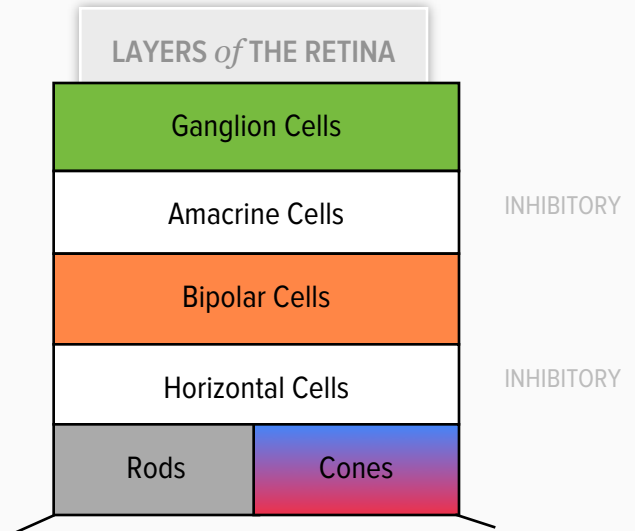 LAYERS of THE RETINA
Ganglion Cells
Amacrine Cells
INHIBITORY
Bipolar Cells
Horizontal Cells
INHIBITORY
Rods
Cones